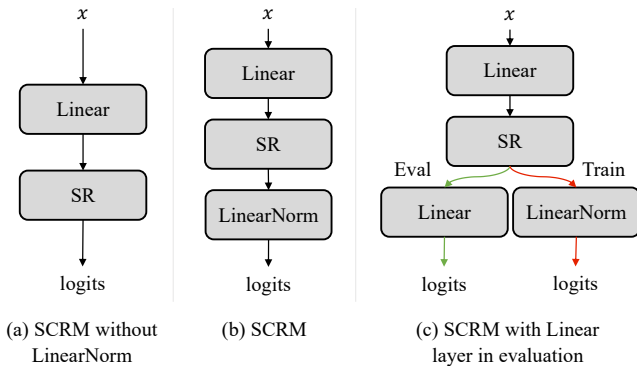 x
Linear
SR
logits
(a) SCRM without
LinearNorm
x
Linear
SR
LinearNorm
logits
(b) SCRM
x
Linear
SR
Eval
Train
Linear
LinearNorm
logits
logits
(c) SCRM with Linear
layer in evaluation